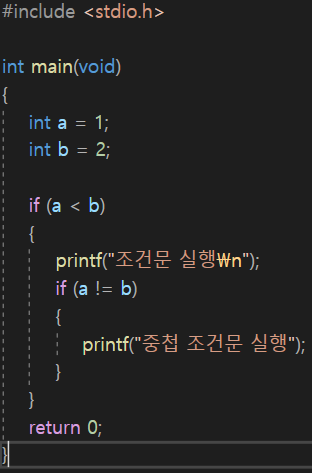 #include <stdio.h>
int main(void)
{
int a = 1;
int b = 2;
if (a < b)
{
printf("조건문 실행₩n");
if (a != b)
{
printf("중첩 조건문 실행");
}
}
return 0;
}